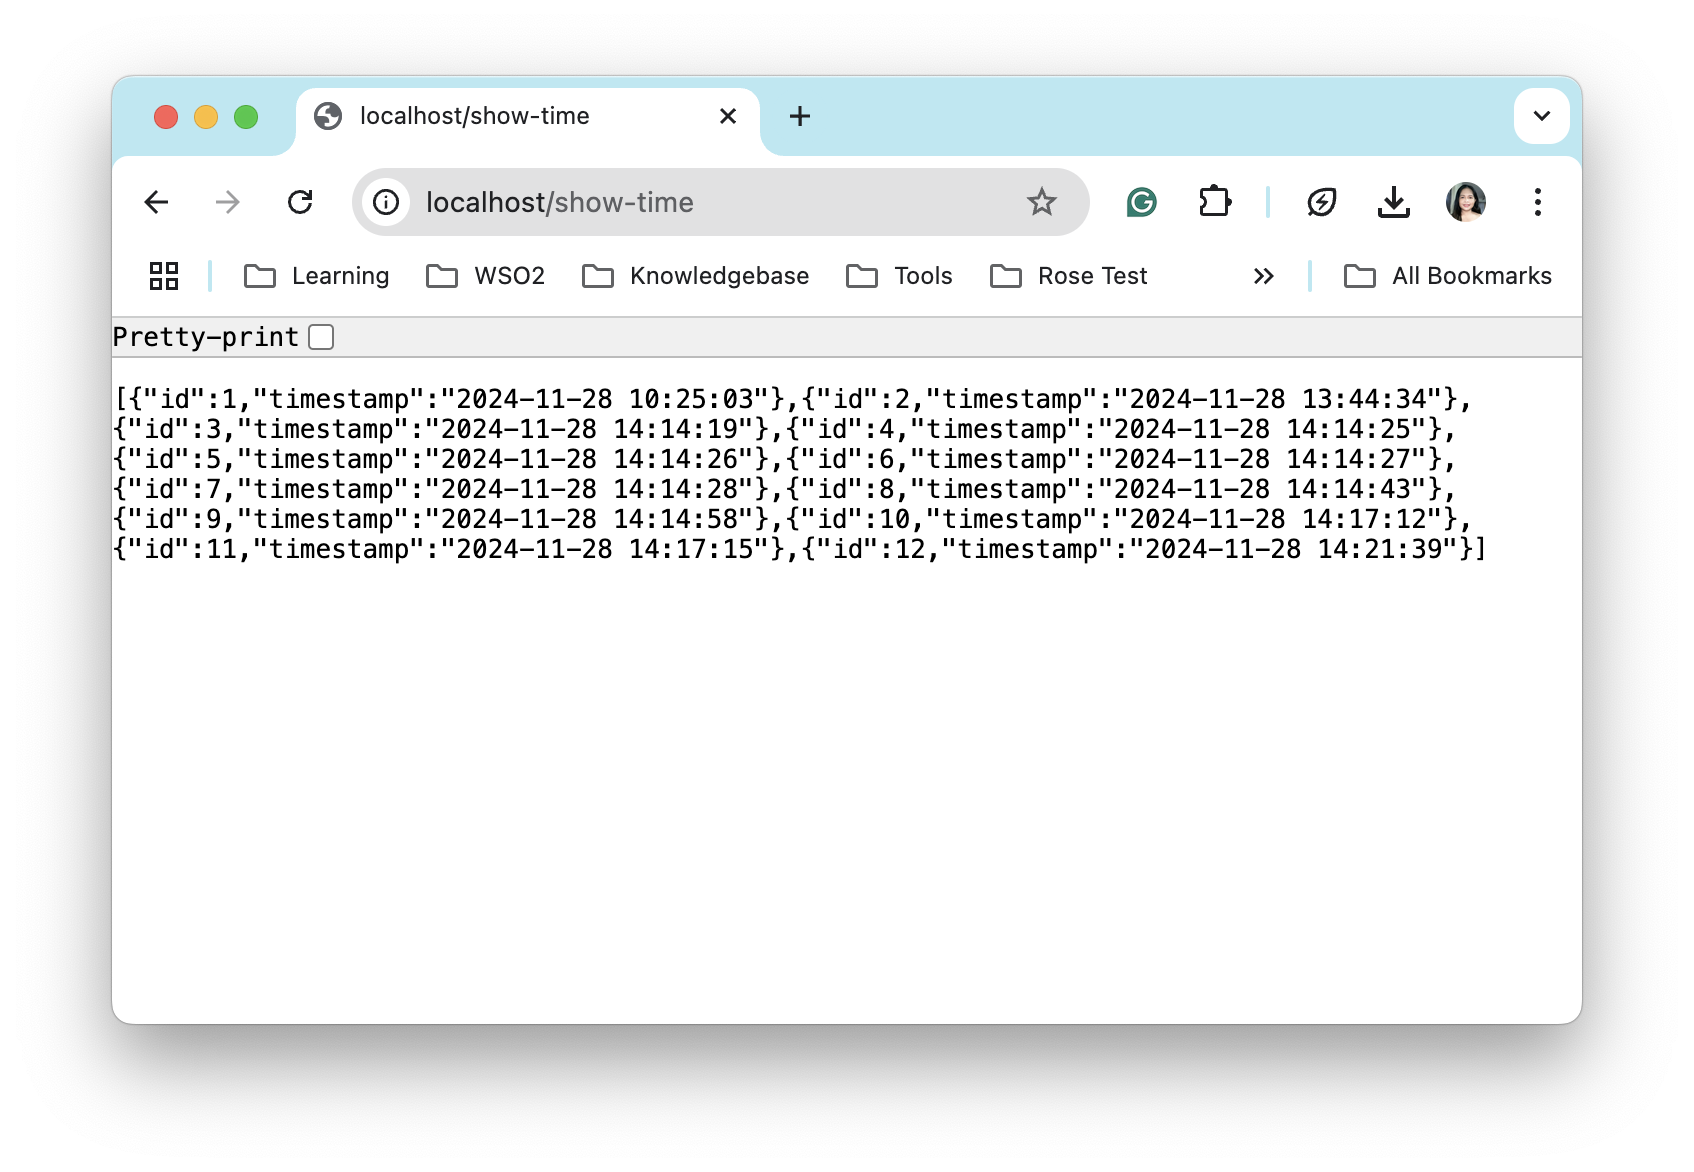 localhost/show-time
localhost/show-time
Learning WSO2 Knowledgebase Tools Rose Test All Bookmarks
Pretty-print
[{"id":1,"timestamp":"2024-11-28 10:25:03"},{"id":2,"timestamp":"2024-11-28 13:44:34"},
{"id":3,"timestamp":"2024-11-28 14:14:19"},{"id":4,"timestamp":"2024-11-28 14:14:25"},
{"id":5,"timestamp":"2024-11-28 14:14:26"},{"id":6,"timestamp":"2024-11-28 14:14:27"},
{"id":7,"timestamp":"2024-11-28 14:14:28"},{"id":8,"timestamp":"2024-11-28 14:14:43"},
{"id":9,"timestamp":"2024-11-28 14:14:58"},{"id":10,"timestamp":"2024-11-28 14:17:12"},
{"id":11,"timestamp":"2024-11-28 14:17:15"},{"id":12,"timestamp":"2024-11-28 14:21:39"}]